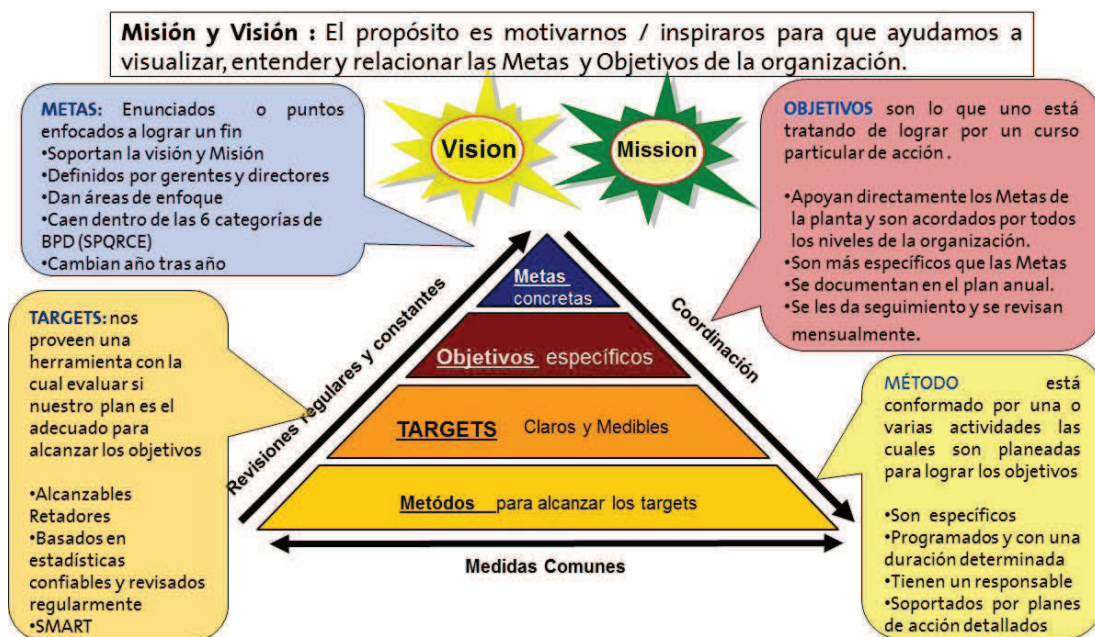 Misión y Visión : El propósito es motivarnos / inspiraros para que ayudamos a
visualizar, entender y relacionar las Metas y Objetivos de la organización.
METAS: Enunciados o puntos
enfocados a lograr un fin
•Soportan la visión y Misión
•Definidos por gerentes y directores
•Dan áreas de enfoque
•Caen dentro de las 6 categorías de
BPD (SPQRCE)
•Cambian año tras año
Vision
Mission
OBJETIVOS son lo que uno está
tratando de lograr por un curso
particular de acción .
•Apoyan directamente los Metas de
la planta y son acordados por todos
los niveles de la organización.
•Son más específicos que las Metas
•Se documentan en el plan anual.
•Se les da seguimiento y se revisan
mensualmente.
TARGETS: nos
proveen una
herramienta con la
cual evaluar si
nuestro plan es el
adecuado para
alcanzar los objetivos
•Alcanzables
Retadores
•Basados en
estadísticas
confiables y revisados
regularmente
•SMART
Revisiones regulares y constantes
Metas
concretas
Objetivos específicos
TARGETS Claros y Medibles
Metódos para alcanzar los targets
Coordinación
Medidas Comunes
MÉTODO está
conformado por una o
varias actividades las
cuales son planeadas
para lograr los objetivos
•Son específicos
•Programados y con una
duración determinada
•Tienen un responsable
•Soportados por planes
de acción detallados